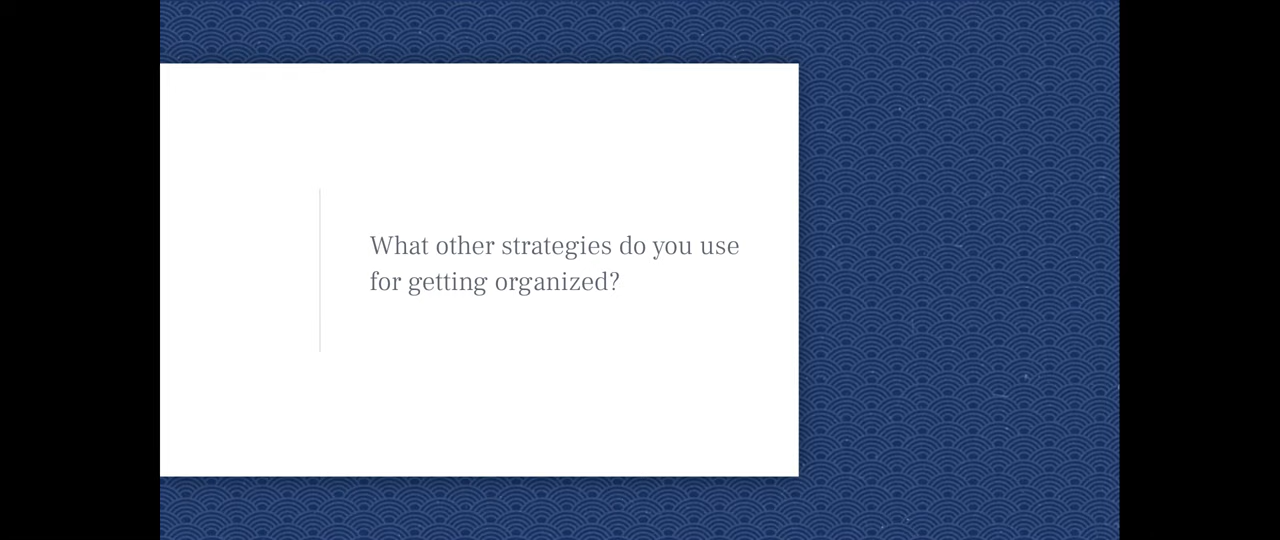 What other strategies do you use
for getting organized?